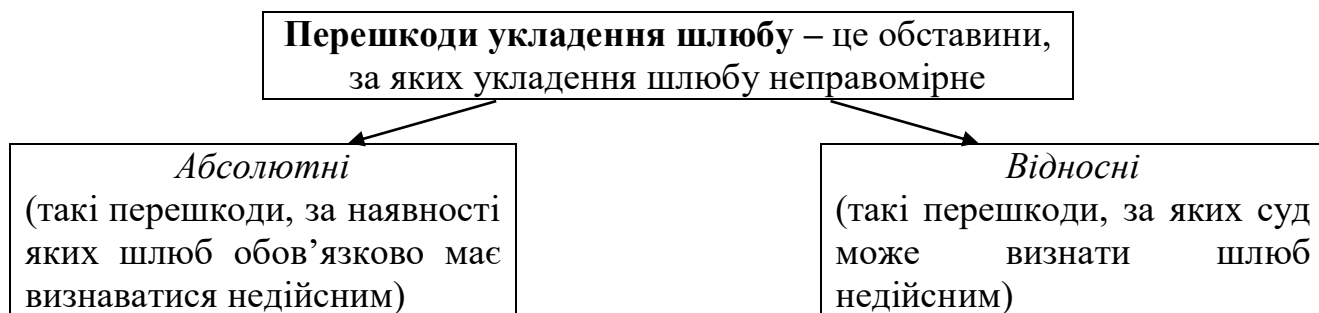 Перешкоди укладення шлюбу – це обставини,
за яких укладення шлюбу неправомірне
Абсолютні
(такі перешкоди, за наявності
яких шлюб обов’язково має
визнаватися недійсним)
Відносні
(такі перешкоди, за яких суд
може визнати шлюб
недійсним)